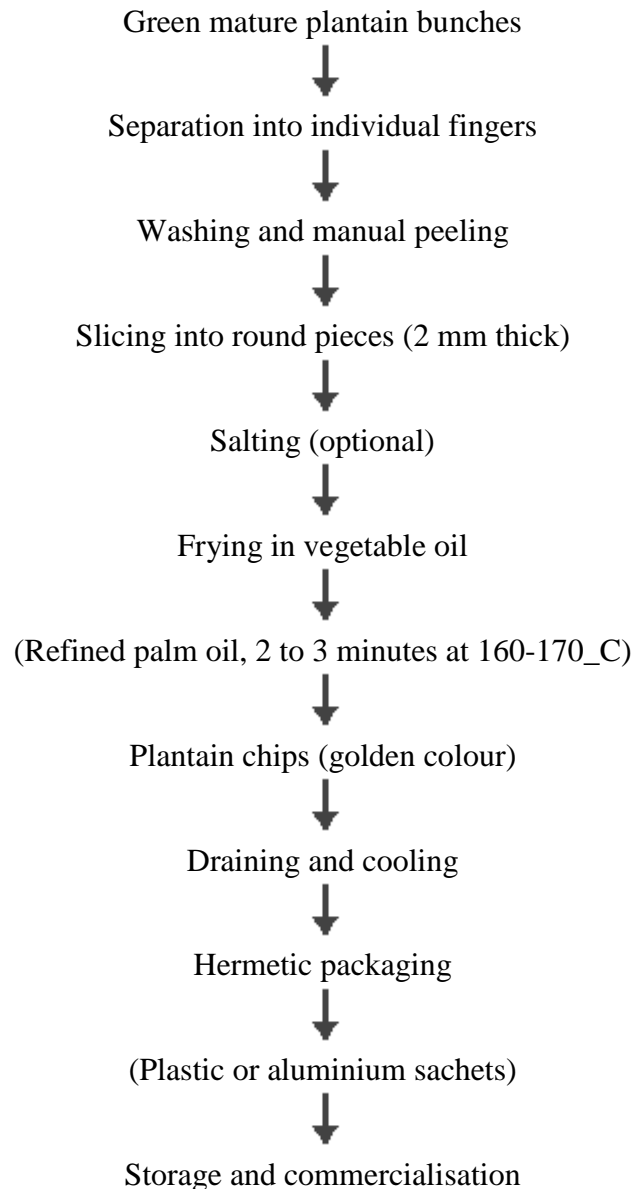 Green mature plantain bunches
Separation into individual fingers
Washing and manual peeling
Slicing into round pieces (2 mm thick)
Salting (optional)
Frying in vegetable oil
(Refined palm oil, 2 to 3 minutes at 160-170_C)
Plantain chips (golden colour)
Draining and cooling
Hermetic packaging
(Plastic or aluminium sachets)
Storage and commercialisation